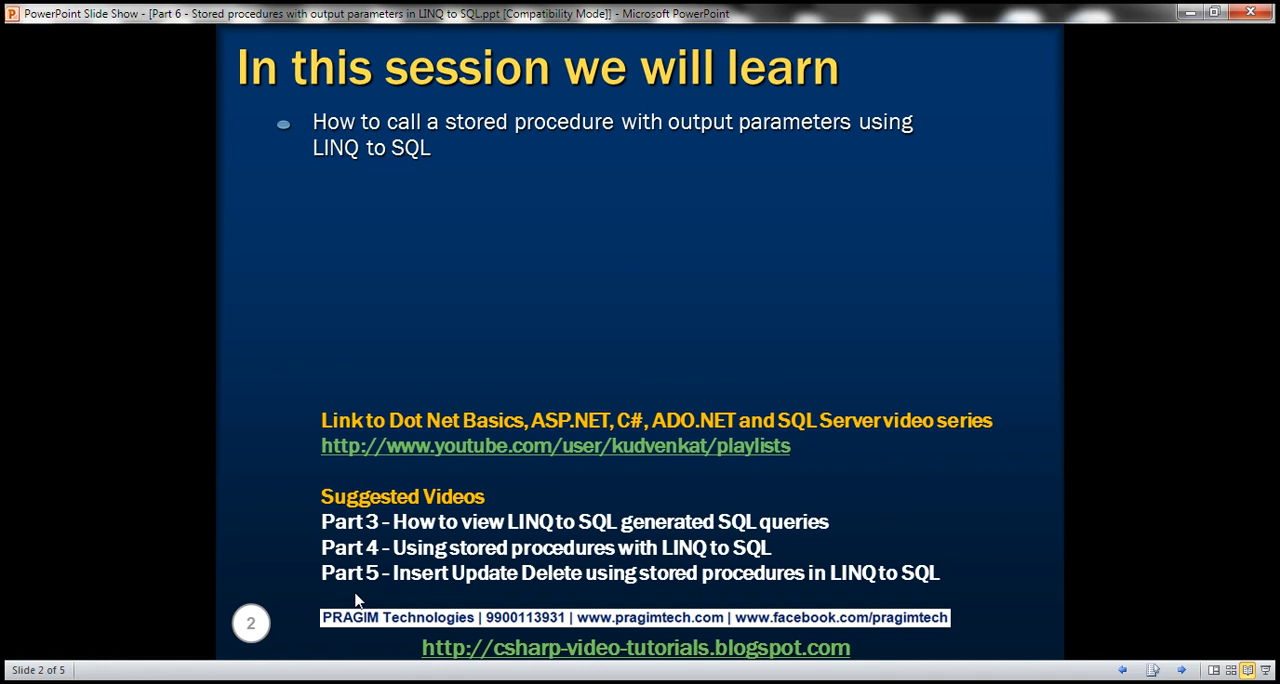 PowerPoint Slide Show - [Part 6 - Stored procedures with output parameters in LINQ to SQL.ppt [Compatibility Mode]] - Microsoft PowerPoint
In this session we will learn
How to call a stored procedure with output parameters using
LINQ to SQL
Link to Dot Net Basics, ASP.NET, C#, ADO.NET and SQL Server video series
http://www.youtube.com/user/kudvenkat/playlists
Suggested Videos
Part 3 - How to view LINQ to SQL generated SQL queries
Part 4 - Using stored procedures with LINQ to SQL
Part 5 - Insert Update Delete using stored procedures in LINQ to SQL
2
PRAGIM Technologies | 9900113931 | www.pragimtech.com | www.facebook.com/pragimtech
http://csharp-video-tutorials.blogspot.com
Slide 2 of 5